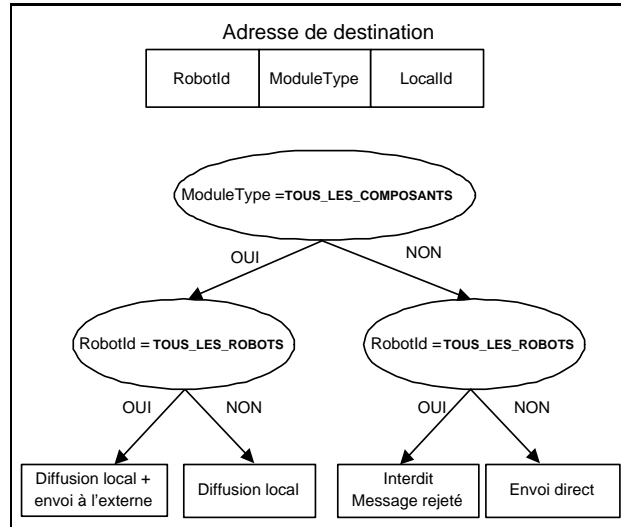 Adresse de destination
RobotId ModuleType LocalId
ModuleType =TOUS_LES_COMPOSANTS
OUI NON
RobotId = TOUS_LES_ROBOTS RobotId = TOUS_LES_ROBOTS
OUI NON OUI NON
Diffusion local +
envoi à l'externe
Diffusion local
Interdit
Message rejeté
Envoi direct